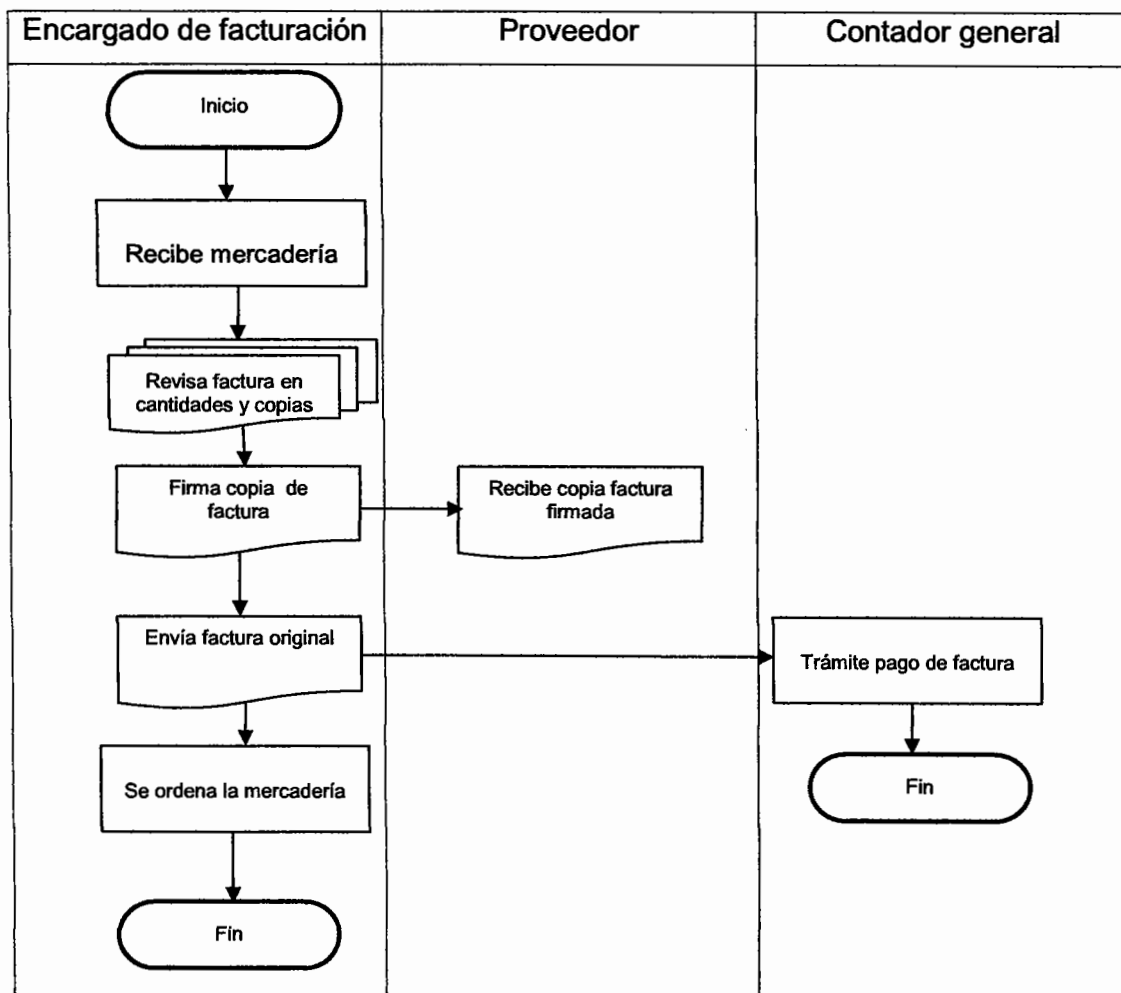 Encargado de facturación
Proveedor
Contador general
Inicio
Recibe mercadería
Revisa factura en
cantidades y copias
Firma copia de
factura
Recibe copia factura
firmada
Envía factura original
Trámite pago de factura
Se ordena la mercadería
Fin
Fin